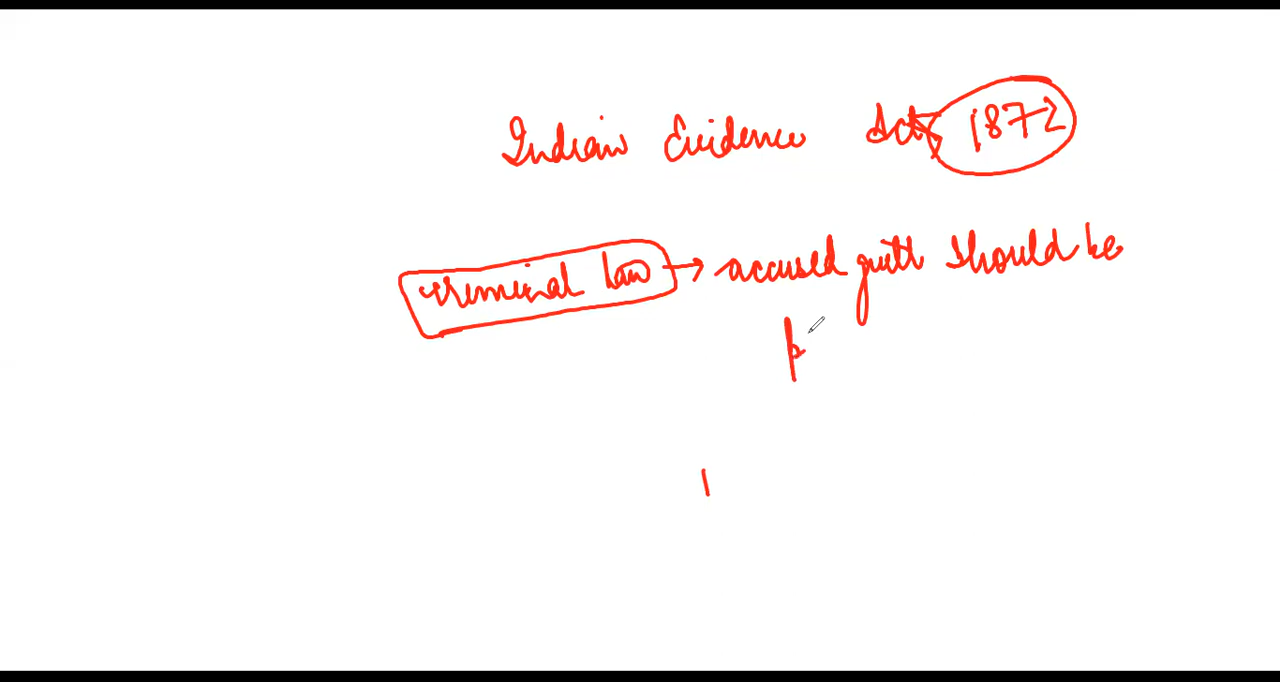 Indian Evidence Act, 1872
criminal law → accused guilt should be
p